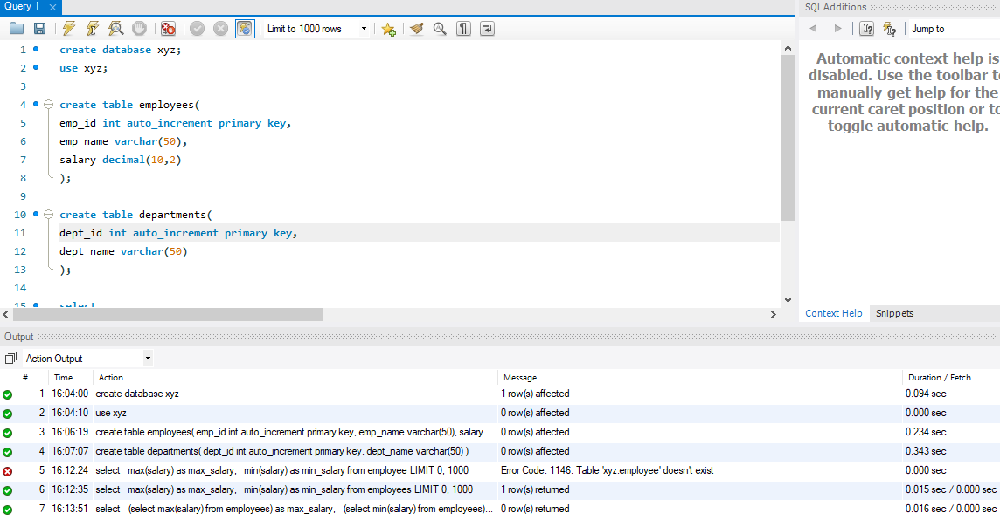 Query 1
SQLAdditions
Limit to 1000 rows
Jump to
1 create database xyz;
2 use xyz;
3
4 create table employees(
5 emp_id int auto_increment primary key,
6 emp_name varchar(50),
7 salary decimal(10,2)
8 );
9
10 create table departments(
11 dept_id int auto_increment primary key,
12 dept_name varchar(50)
13 );
14
15 select
Automatic context help is
disabled. Use the toolbar to
manually get help for the
current caret position or to
toggle automatic help.
Context Help Snippets
Output
Action Output
# Time Action Message Duration / Fetch
1 16:04:00 create database xyz 1 row(s) affected 0.094 sec
2 16:04:10 use xyz 0 row(s) affected 0.000 sec
3 16:06:19 create table employees( emp_id int auto_increment primary key, emp_name varchar(50), salary ... 0 row(s) affected 0.234 sec
4 16:07:07 create table departments( dept_id int auto_increment primary key, dept_name varchar(50) ) 0 row(s) affected 0.343 sec
5 16:12:24 select max(salary) as max_salary, min(salary) as min_salary from employee LIMIT 0, 1000 Error Code: 1146. Table 'xyz.employee' doesn't exist 0.000 sec
6 16:12:35 select max(salary) as max_salary, min(salary) as min_salary from employees LIMIT 0, 1000 1 row(s) returned 0.015 sec / 0.000 sec
7 16:13:51 select (select max(salary) from employees) as max_salary, (select min(salary) from employees)... 0 row(s) returned 0.016 sec / 0.000 sec